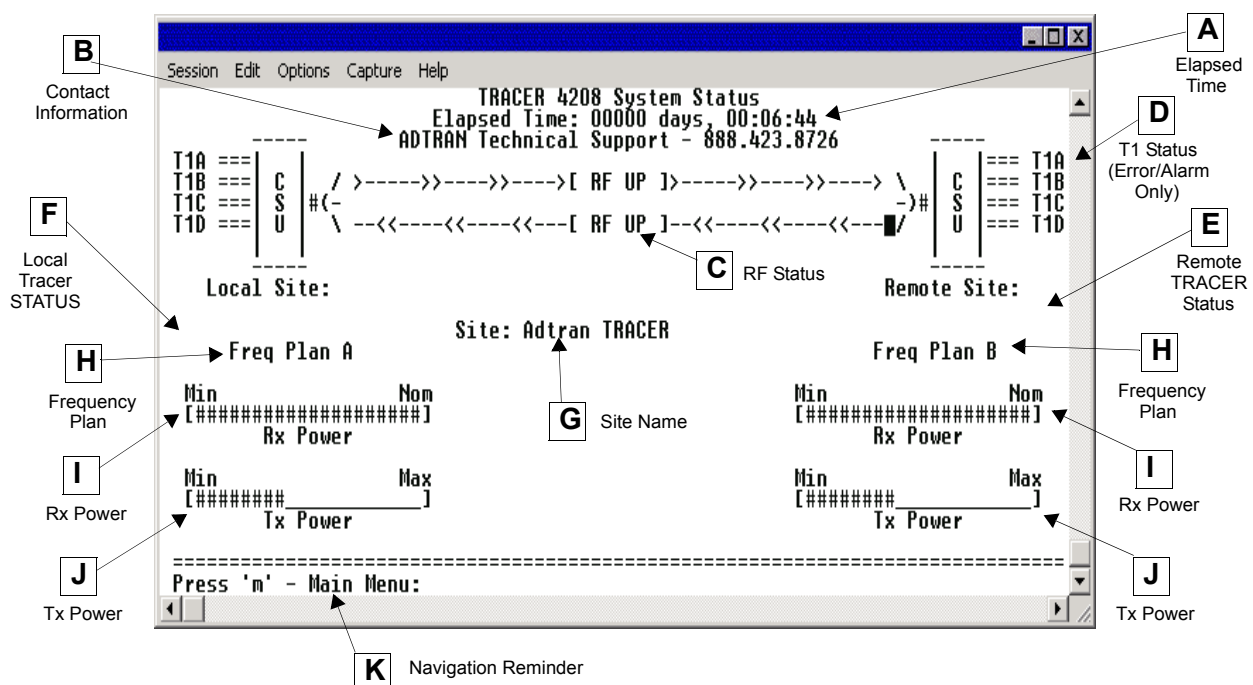 A
Elapsed
Time
B
Contact
Information
Session Edit Options Capture Help
TRACER 4208 System Status
Elapsed Time: 00000 days, 00:06:44
ADTRAN Technical Support - 888.423.8726
D
T1 Status
(Error/Alarm
Only)
----- -----
T1A ===| |=== T1A
T1B ===| C | / >---->>---->>---->[ RF UP ]>---->>---->>----> \ | C |=== T1B
T1C ===| S |#(- -)#| S |=== T1C
T1D ===| U | \ --<<----<<----<<---[ RF UP ]--<<----<<----<<---/ | U |=== T1D
----- -----
F
Local
Tracer
STATUS
C RF Status
E
Remote
TRACER
Status
Local Site: Remote Site:
Site: Adtran TRACER
Freq Plan A Freq Plan B
H
Frequency
Plan
H
Frequency
Plan
G Site Name
Min Nom Min Nom
[####################] [####################]
Rx Power Rx Power
I
Rx Power
I
Rx Power
Min Max Min Max
[########____________] [########____________]
Tx Power Tx Power
J
Tx Power
J
Tx Power
================================================================================
Press 'm' - Main Menu:
K Navigation Reminder